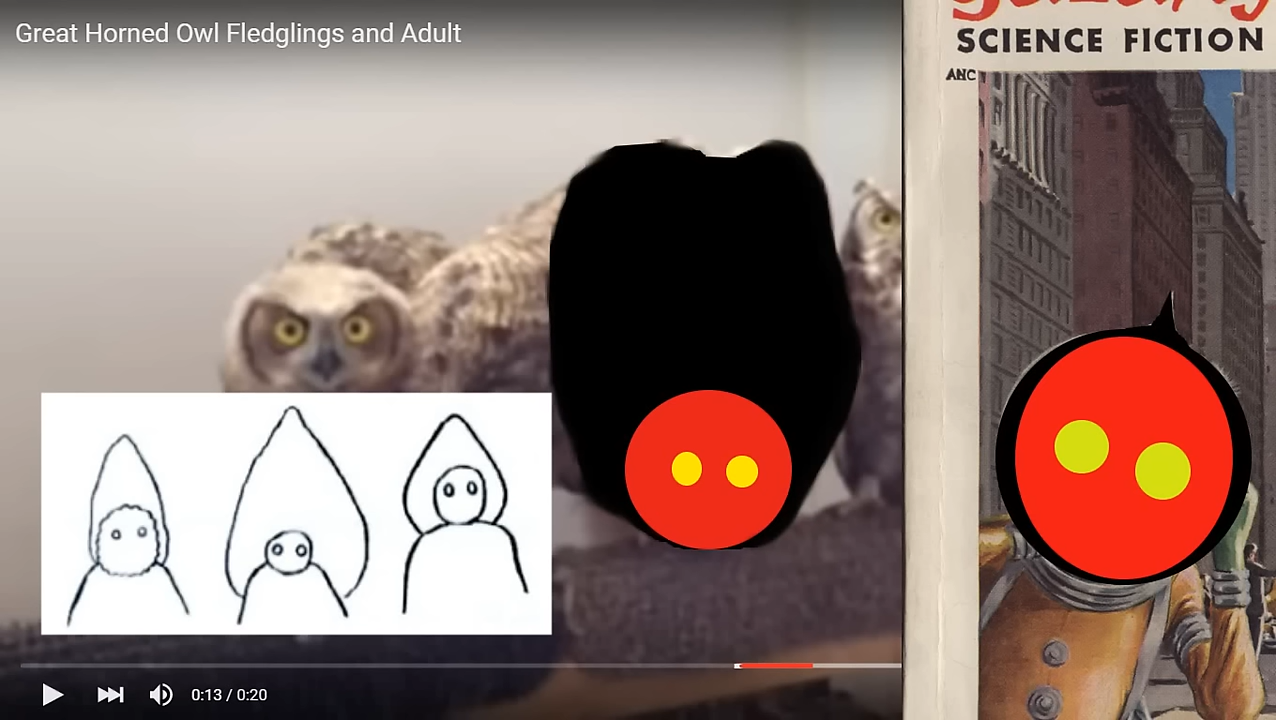 Great Horned Owl Fledglings and Adult
0:13 / 0:20
SCIENCE FICTION
ANC